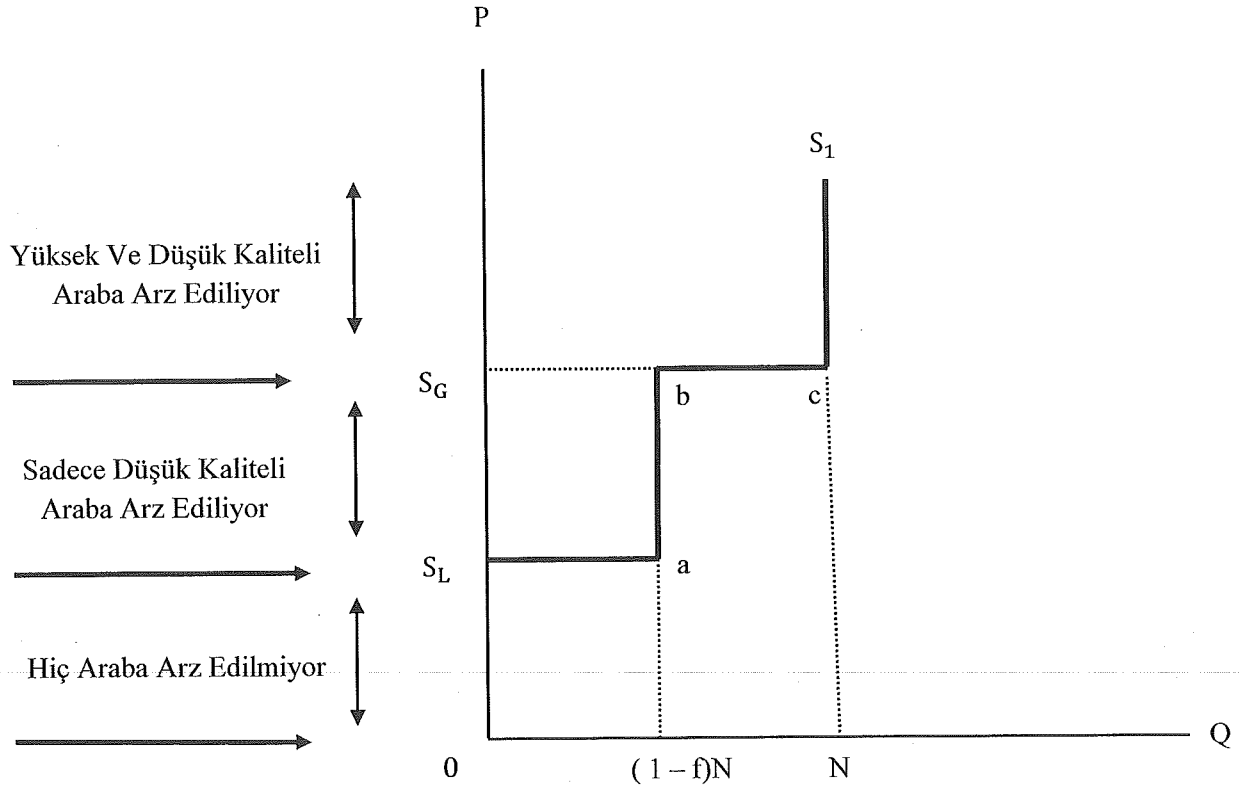 P
S₁
Yüksek Ve Düşük Kaliteli
Araba Arz Ediliyor
S_G
b
c
Sadece Düşük Kaliteli
Araba Arz Ediliyor
S_L
a
Hiç Araba Arz Edilmiyor
Q
0
( 1 – f)N
N